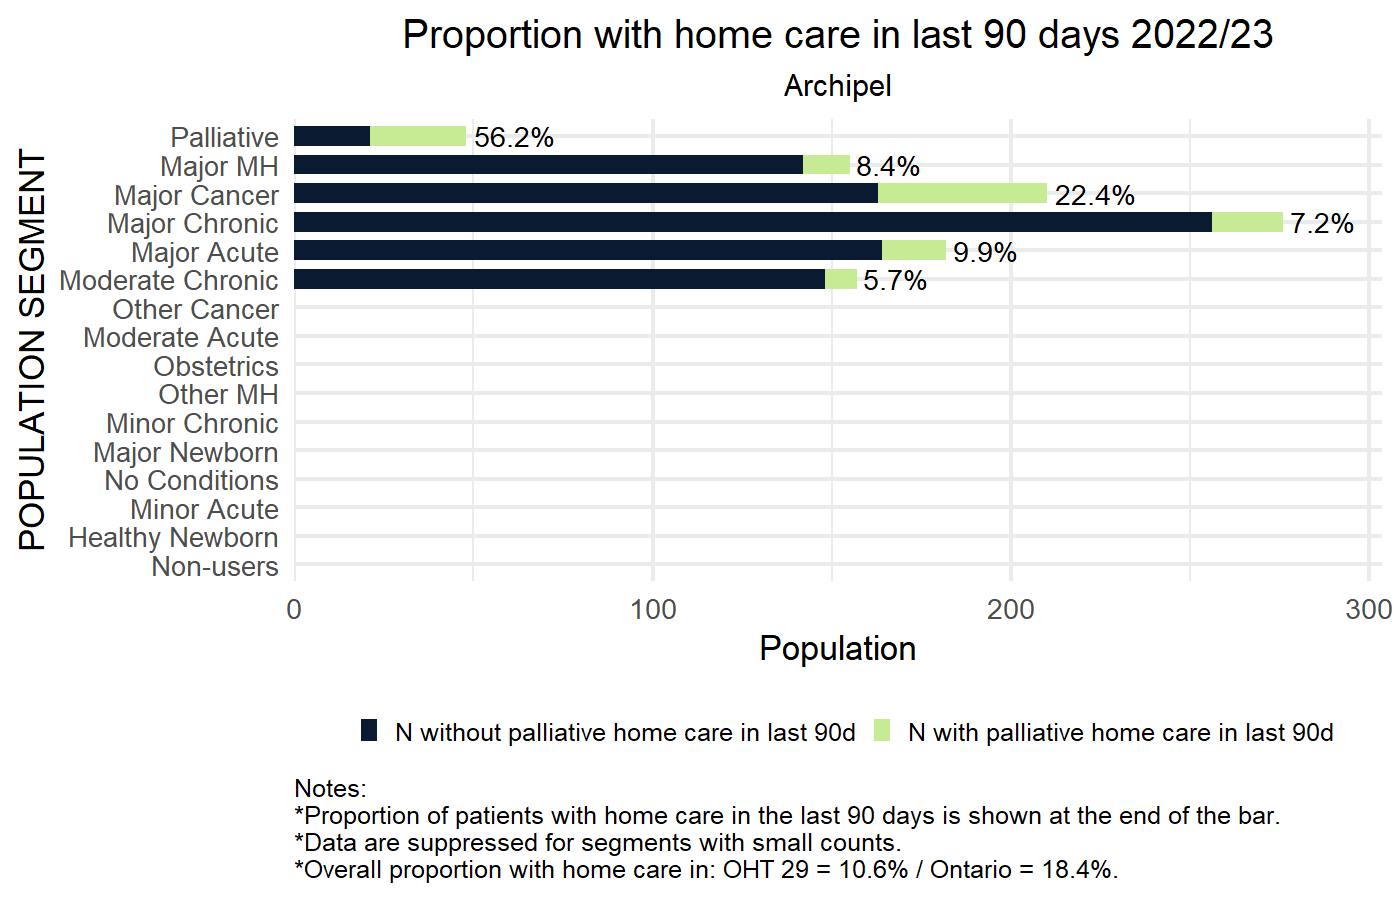 Proportion with home care in last 90 days 2022/23
Archipel
POPULATION SEGMENT
Palliative 56.2%
Major MH 8.4%
Major Cancer 22.4%
Major Chronic 7.2%
Major Acute 9.9%
Moderate Chronic 5.7%
Other Cancer
Moderate Acute
Obstetrics
Other MH
Minor Chronic
Major Newborn
No Conditions
Minor Acute
Healthy Newborn
Non-users
0 100 200 300
Population
N without palliative home care in last 90d N with palliative home care in last 90d
Notes:
*Proportion of patients with home care in the last 90 days is shown at the end of the bar.
*Data are suppressed for segments with small counts.
*Overall proportion with home care in: OHT 29 = 10.6% / Ontario = 18.4%.